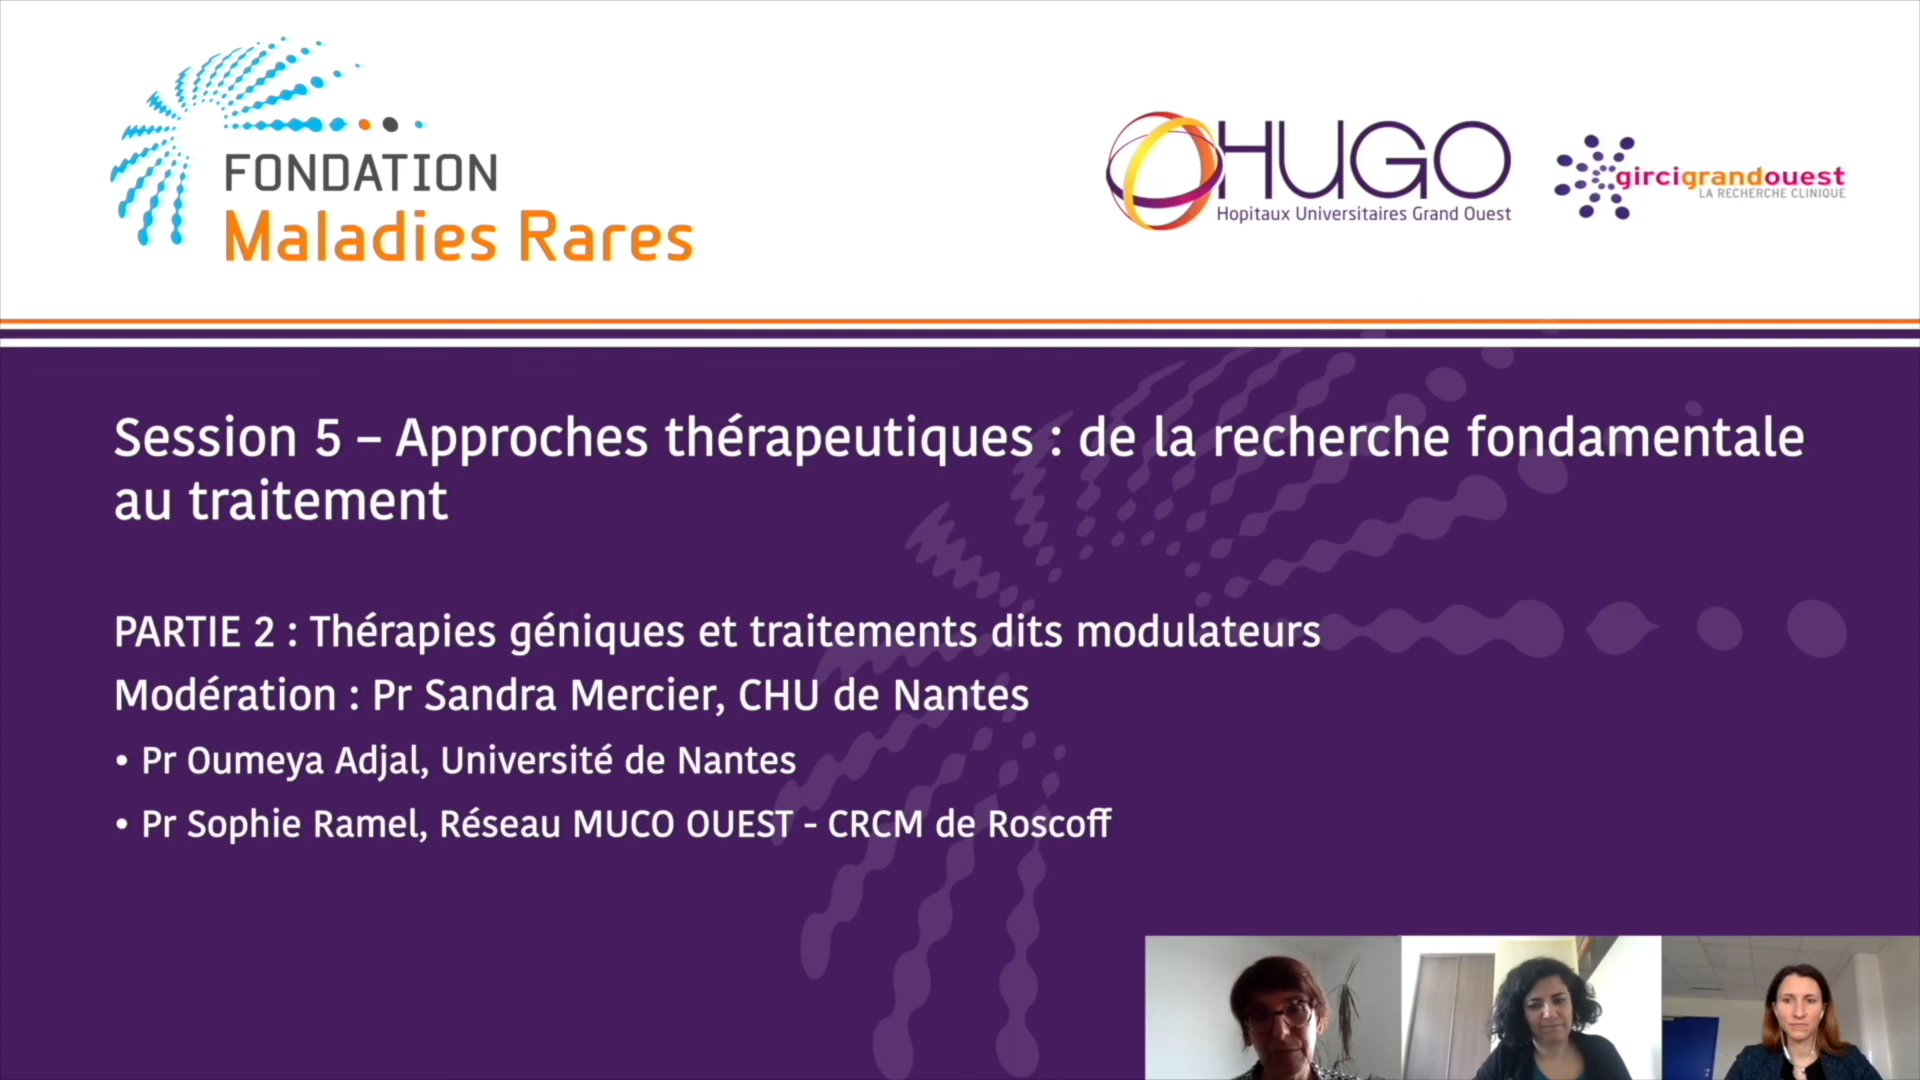 FONDATION
Maladies Rares
HUGO
Hopitaux Universitaires Grand Ouest
gircigrandouest
LA RECHERCHE CLINIQUE
Session 5 – Approches thérapeutiques : de la recherche fondamentale
au traitement
PARTIE 2 : Thérapies géniques et traitements dits modulateurs
Modération : Pr Sandra Mercier, CHU de Nantes
• Pr Oumeya Adjal, Université de Nantes
• Pr Sophie Ramel, Réseau MUCO OUEST - CRCM de Roscoff